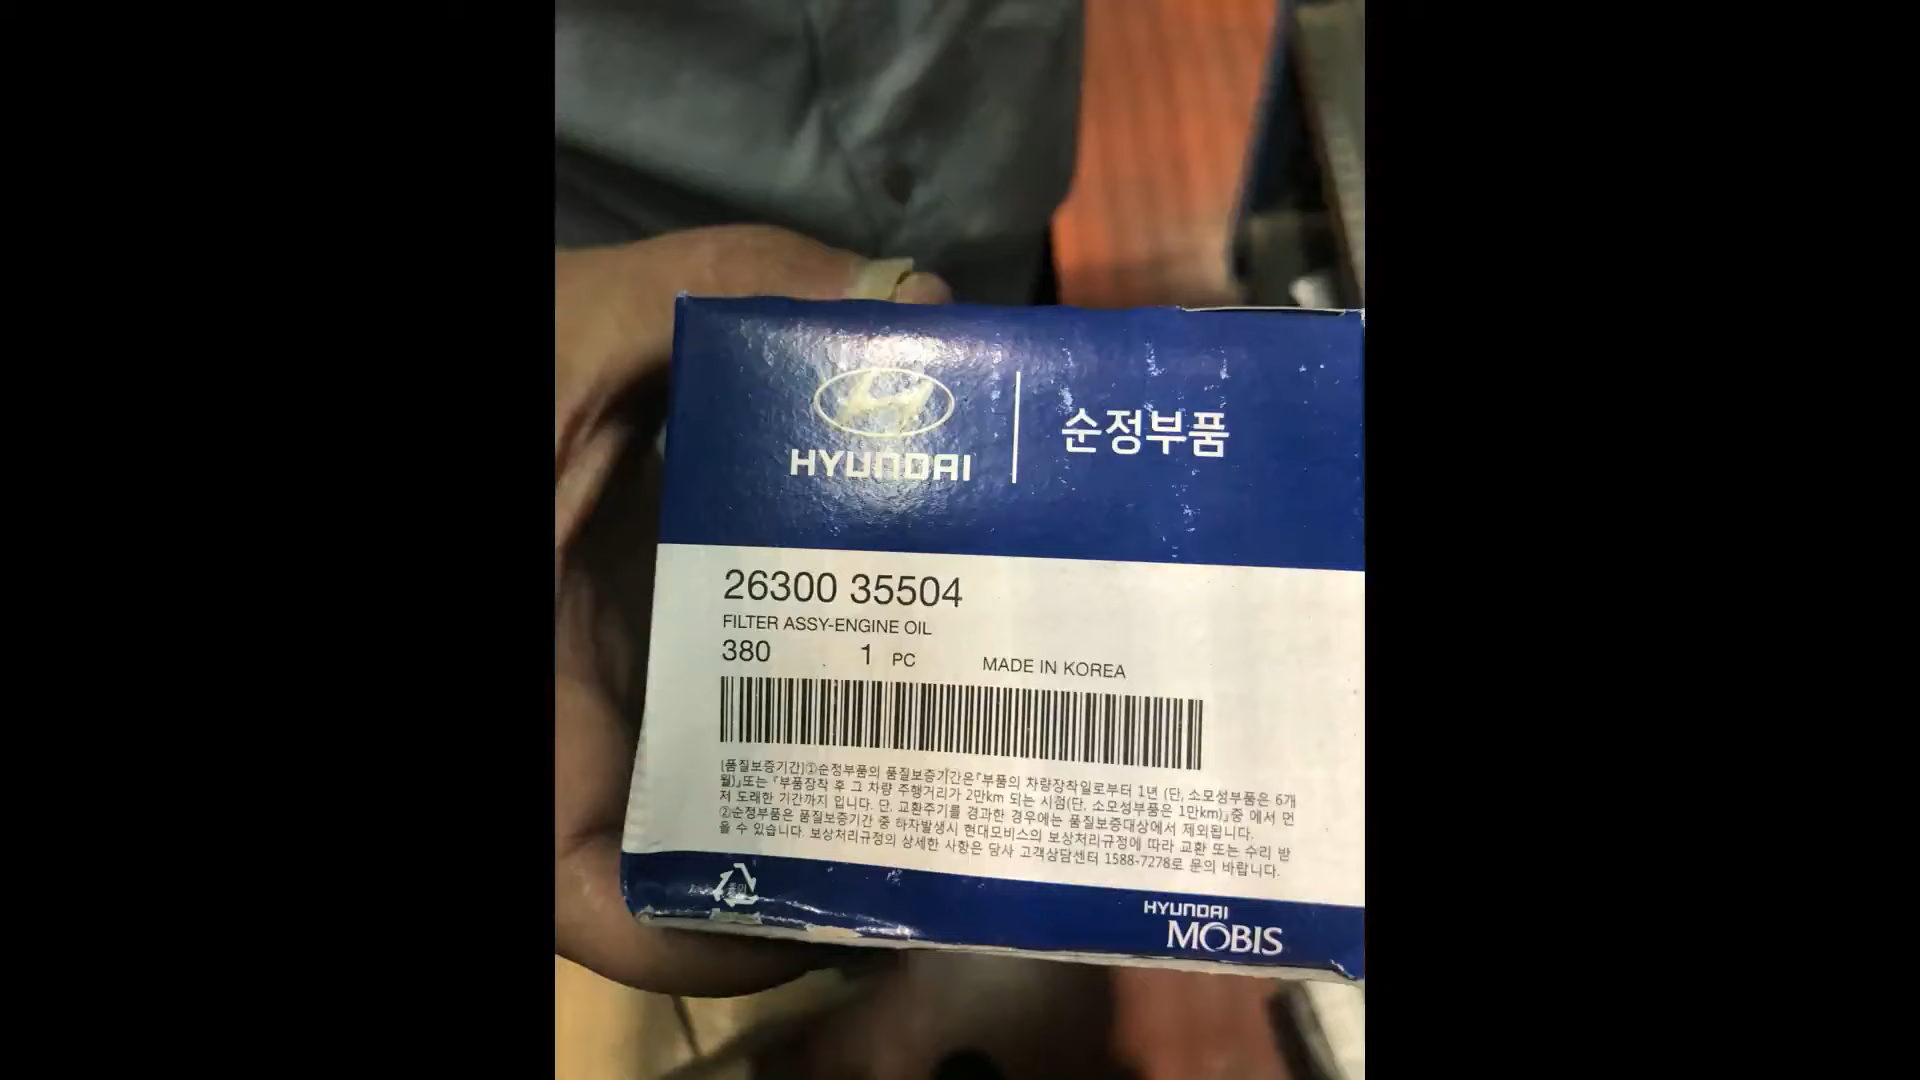 HYUNDAI
순정부품
26300 35504
FILTER ASSY-ENGINE OIL
380 1 PC MADE IN KOREA
[품질보증기간]①순정부품의 품질보증기간은『부품의 차량장착일로부터 1년 (단, 소모성부품은 6개
월)』또는 『부품장착 후 그 차량 주행거리가 2만km 되는 시점(단, 소모성부품은 1만km)』중 에서 먼
저 도래한 기간까지 입니다. 단, 교환주기를 경과한 경우에는 품질보증대상에서 제외됩니다.
②순정부품은 품질보증기간 중 하자발생시 현대모비스의 보상처리규정에 따라 교환 또는 수리 받
을 수 있습니다. 보상처리규정의 상세한 사항은 당사 고객상담센터 1588-7278로 문의 바랍니다.
종이
HYUNDAI
MOBIS